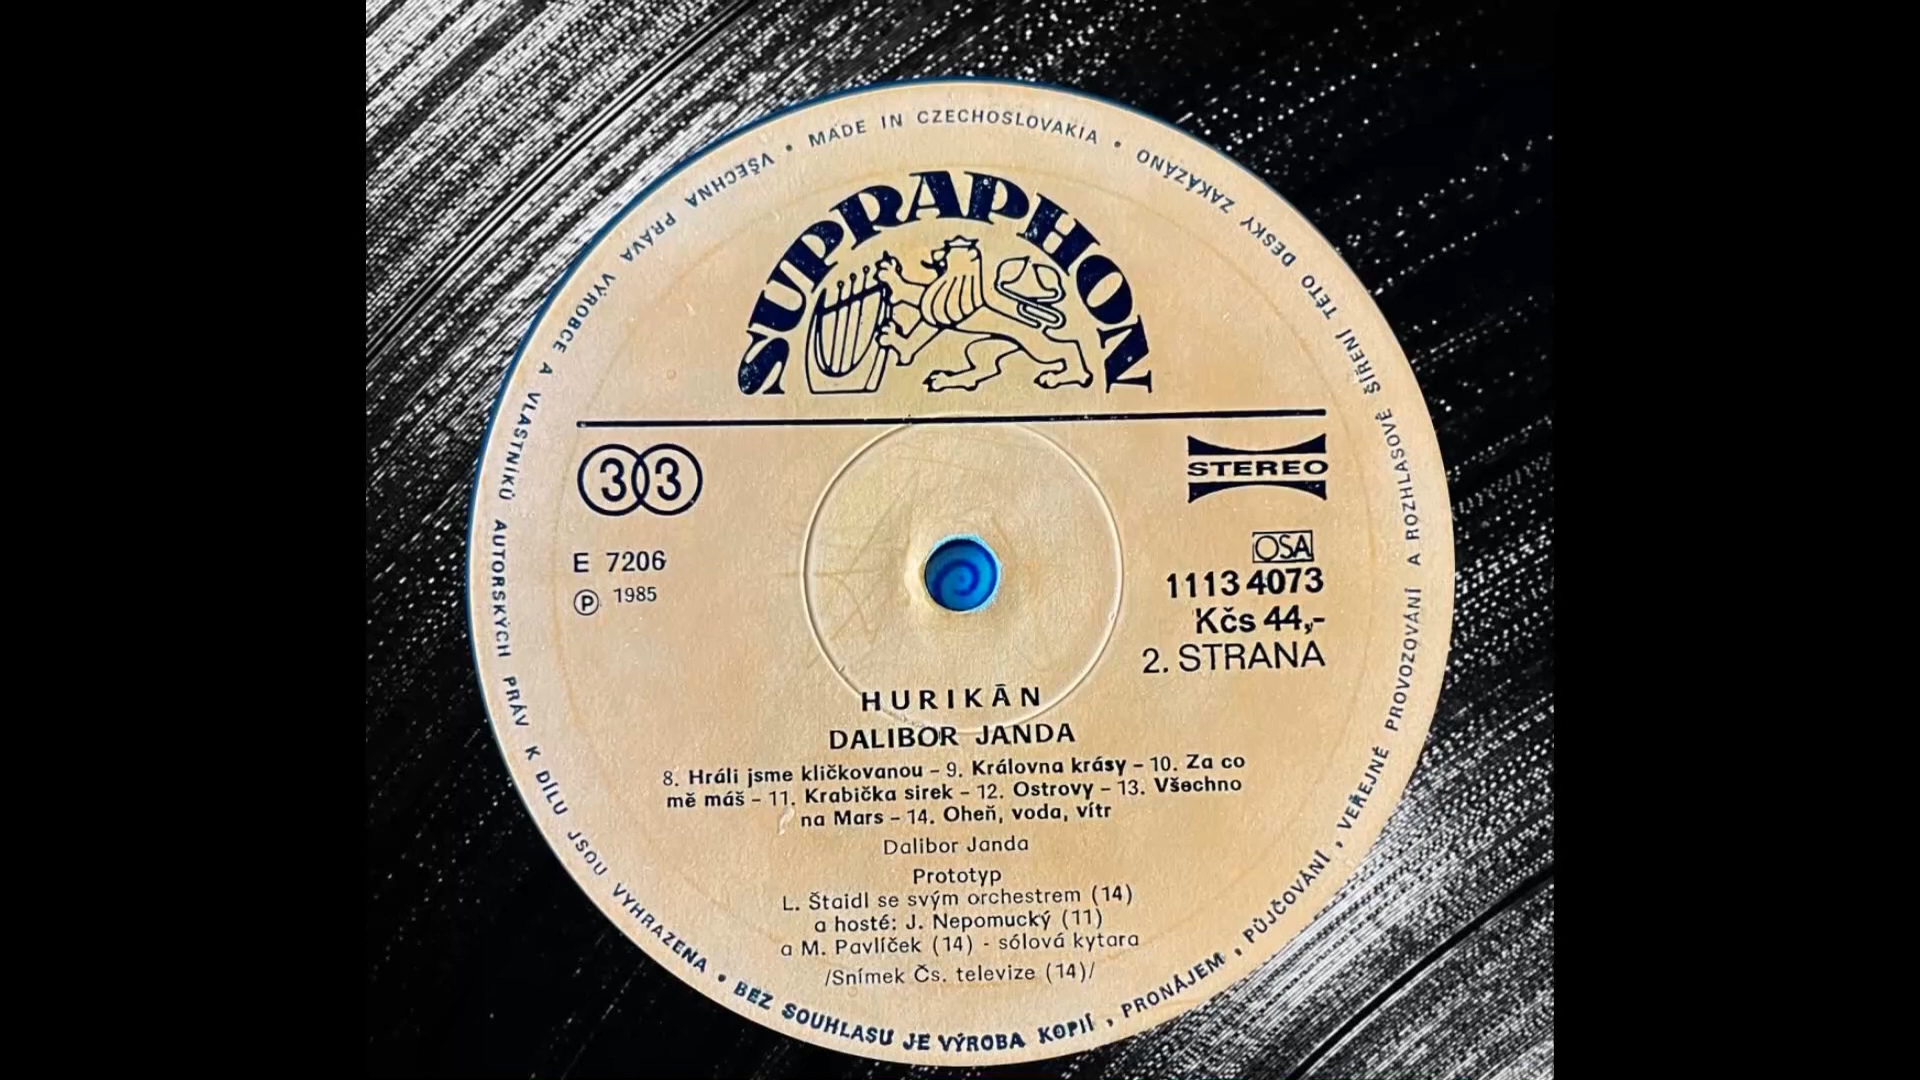 VŠECHNA PRÁVA VÝROBCE A VLASTNÍKŮ AUTORSKÝCH PRÁV K DÍLU JSOU VYHRAZENA • BEZ SOUHLASU JE VÝROBA KOPIÍ, PRONÁJEM, PŮJČOVÁNÍ, VEŘEJNÉ PROVOZOVÁNÍ A ROZHLASOVÉ ŠÍŘENÍ TÉTO DESKY ZAKÁZÁNO • MADE IN CZECHOSLOVAKIA •
SUPRAPHON
33
STEREO
E 7206
Ⓟ 1985
OSA
1113 4073
Kčs 44,-
2. STRANA
HURIKÁN
DALIBOR JANDA
8. Hráli jsme kličkovanou – 9. Královna krásy – 10. Za co
mě máš – 11. Krabička sirek – 12. Ostrovy – 13. Všechno
na Mars – 14. Oheň, voda, vítr
Dalibor Janda
Prototyp
L. Štaidl se svým orchestrem (14)
a hosté: J. Nepomucký (11)
a M. Pavlíček (14) - sólová kytara
/Snímek Čs. televize (14)/